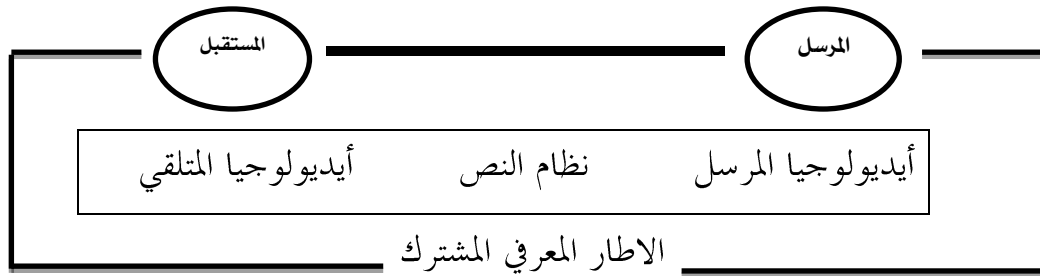 المرسل
المستقبل
أيديولوجيا المرسل نظام النص أيديولوجيا المتلقي
الاطار المعرفي المشترك